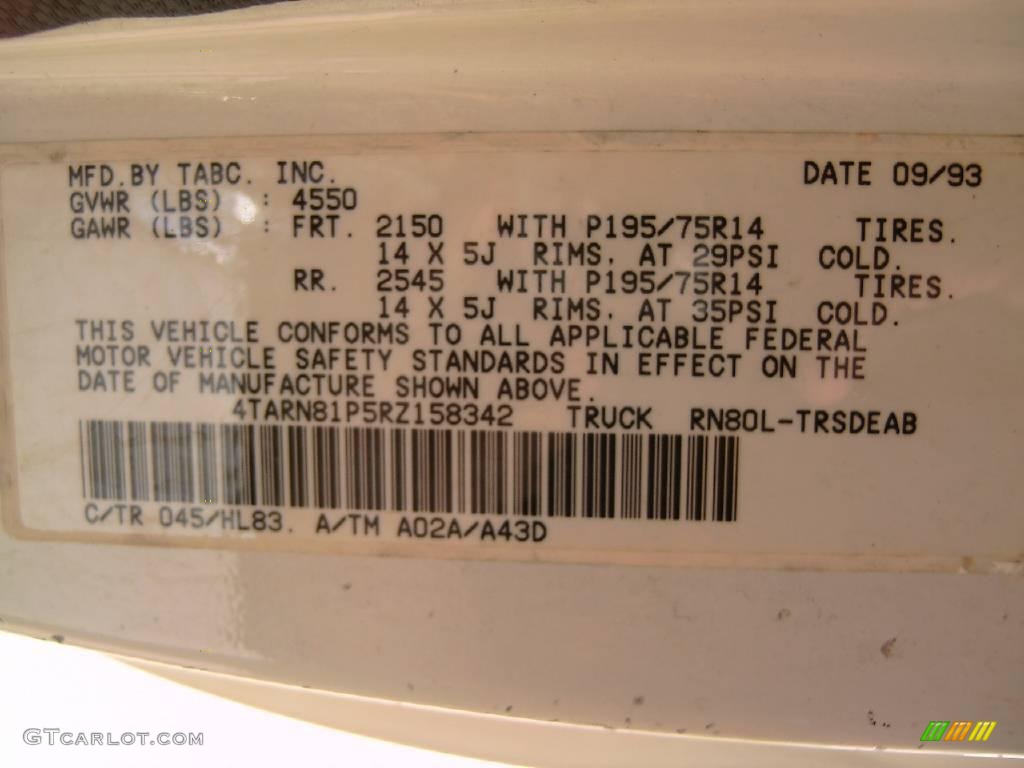 MFD.BY TABC. INC. DATE 09/93
GVWR (LBS) : 4550
GAWR (LBS) : FRT. 2150 WITH P195/75R14 TIRES.
14 X 5J RIMS. AT 29PSI COLD.
RR. 2545 WITH P195/75R14 TIRES.
14 X 5J RIMS. AT 35PSI COLD.
THIS VEHICLE CONFORMS TO ALL APPLICABLE FEDERAL
MOTOR VEHICLE SAFETY STANDARDS IN EFFECT ON THE
DATE OF MANUFACTURE SHOWN ABOVE.
4TARN81P5RZ158342 TRUCK RN80L-TRSDEAB
C/TR 045/HL83. A/TM A02A/A43D
GTCARLOT.COM